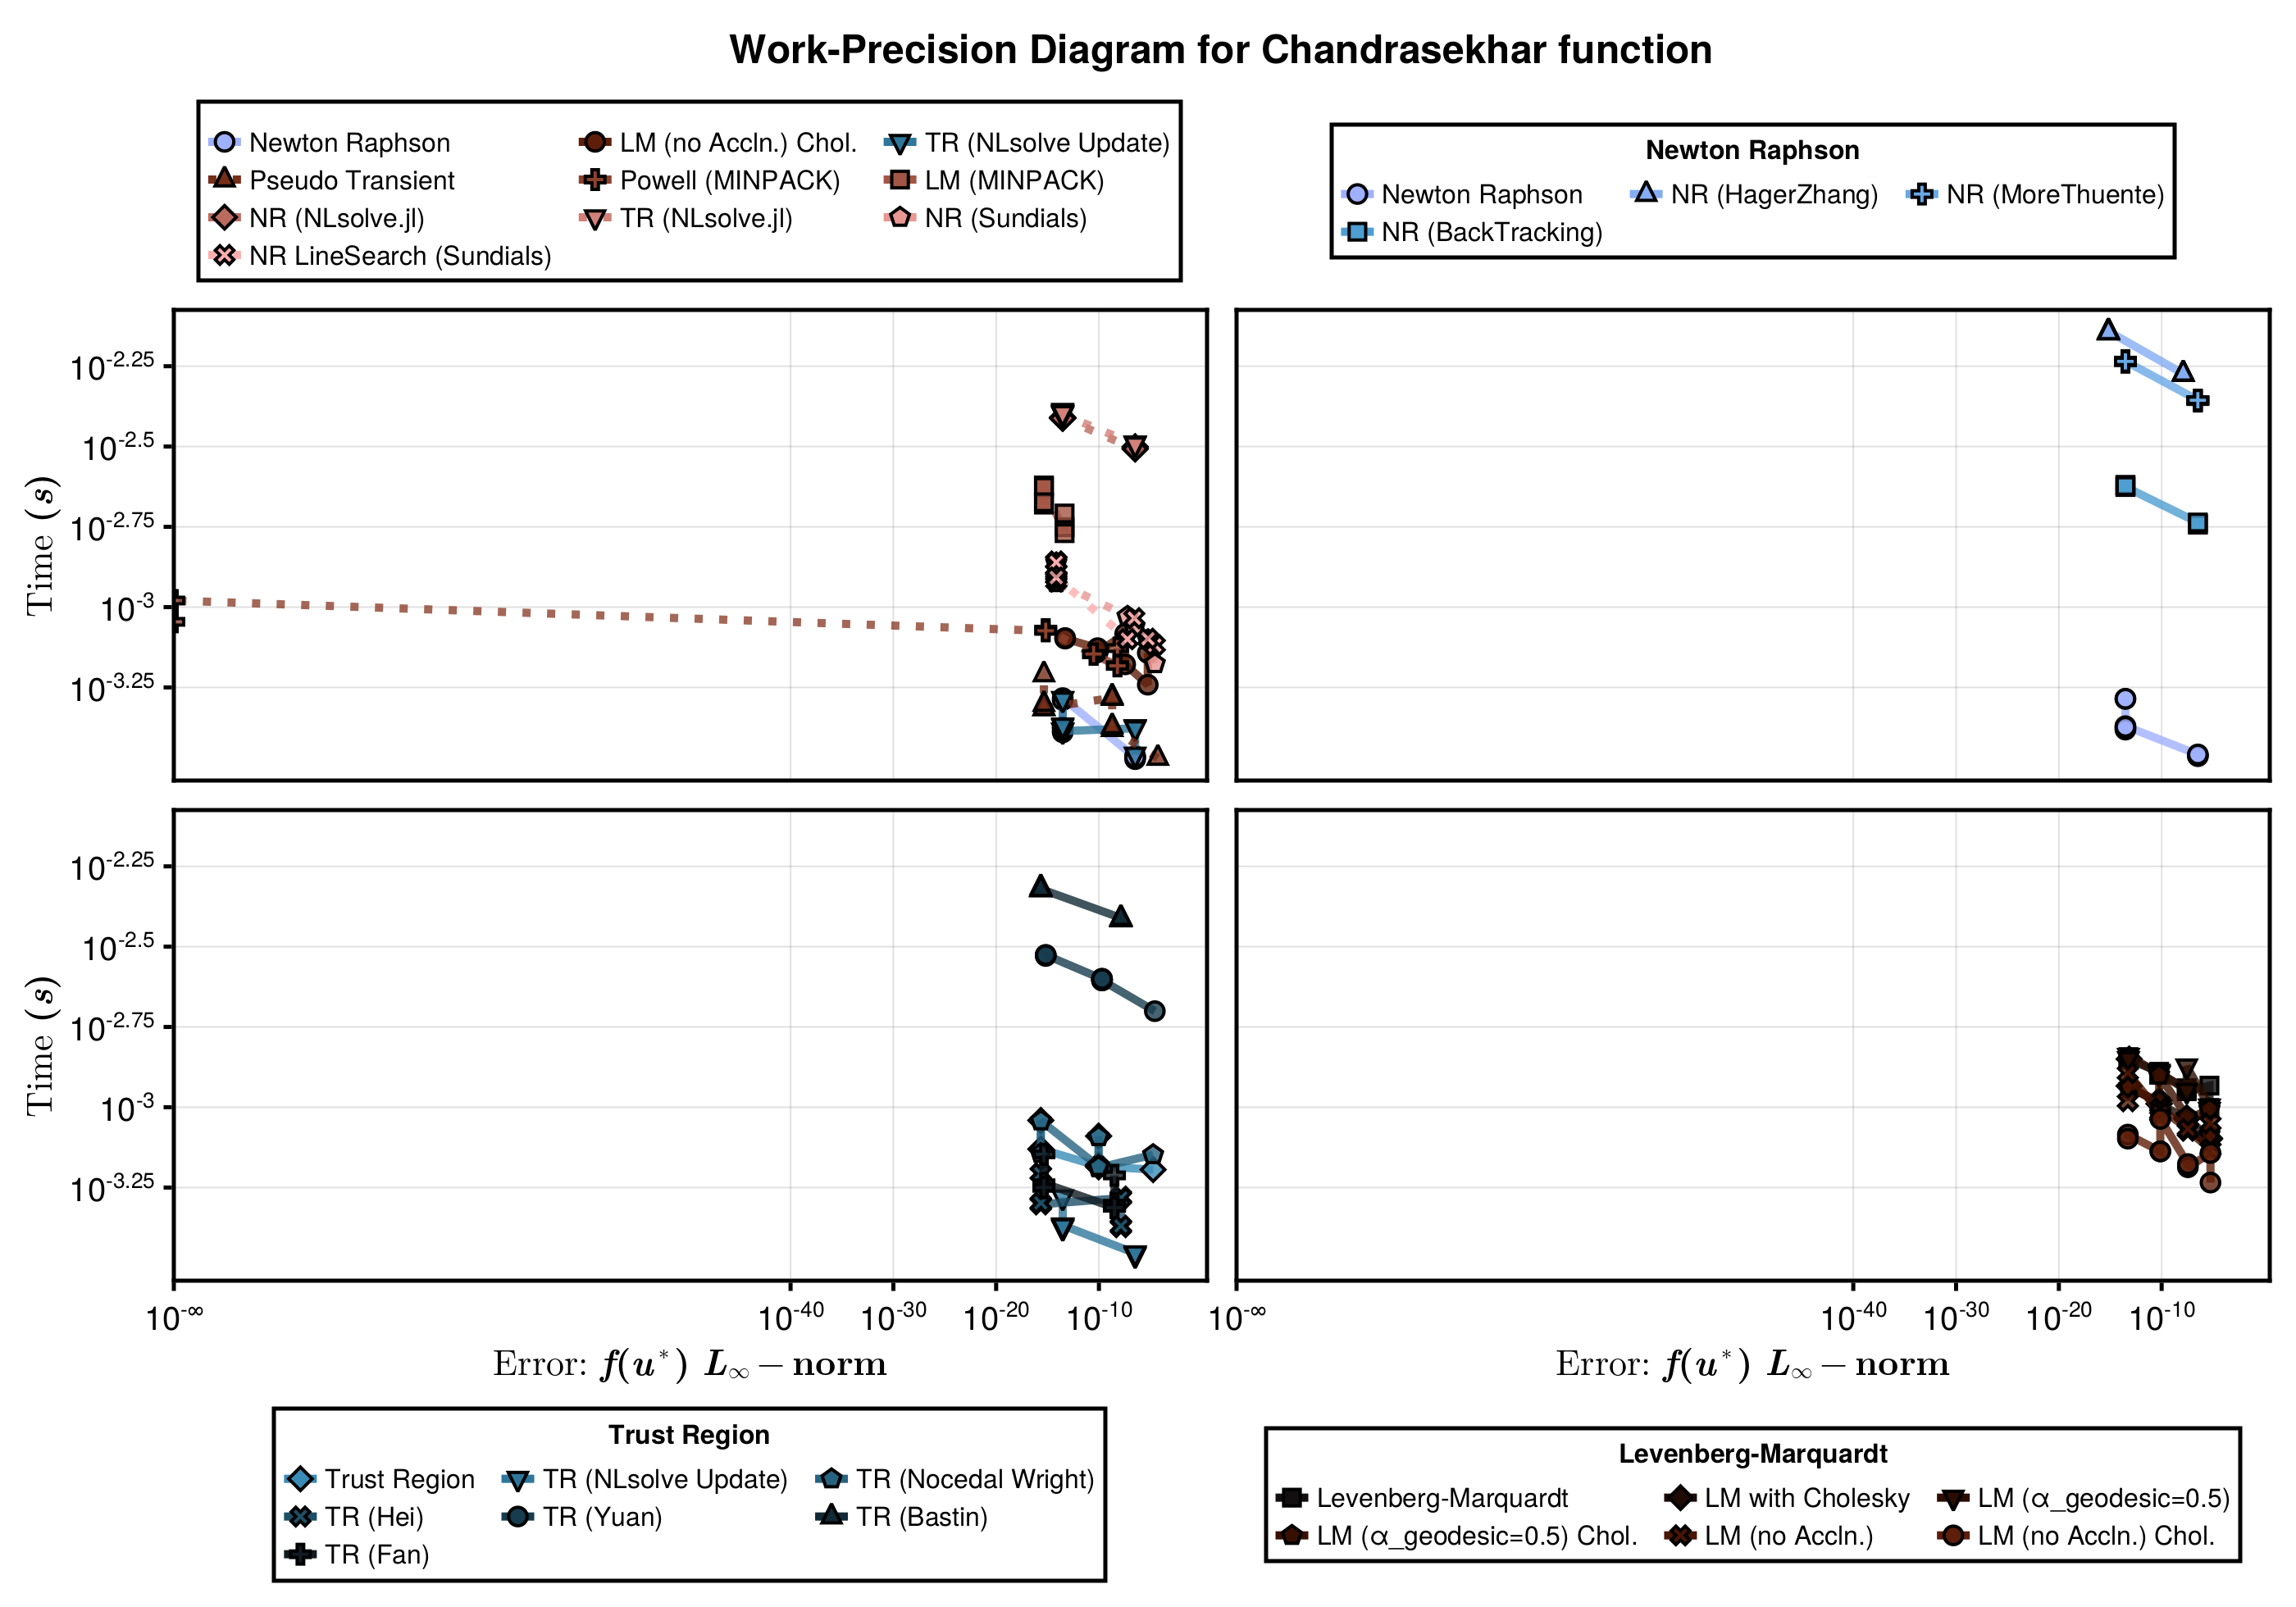 Work-Precision Diagram for Chandrasekhar function
Newton Raphson
LM (no Accln.) Chol.
TR (NLsolve Update)
Pseudo Transient
Powell (MINPACK)
LM (MINPACK)
NR (NLsolve.jl)
TR (NLsolve.jl)
NR (Sundials)
NR LineSearch (Sundials)
Newton Raphson
Newton Raphson
NR (HagerZhang)
NR (MoreThuente)
NR (BackTracking)
Time (s)
10^-2.25
10^-2.5
10^-2.75
10^-3
10^-3.25
Time (s)
10^-2.25
10^-2.5
10^-2.75
10^-3
10^-3.25
10^-∞
10^-40
10^-30
10^-20
10^-10
10^-∞
10^-40
10^-30
10^-20
10^-10
Error: f(u*) L∞ − norm
Error: f(u*) L∞ − norm
Trust Region
Trust Region
TR (NLsolve Update)
TR (Nocedal Wright)
TR (Hei)
TR (Yuan)
TR (Bastin)
TR (Fan)
Levenberg-Marquardt
Levenberg-Marquardt
LM with Cholesky
LM (α_geodesic=0.5)
LM (α_geodesic=0.5) Chol.
LM (no Accln.)
LM (no Accln.) Chol.